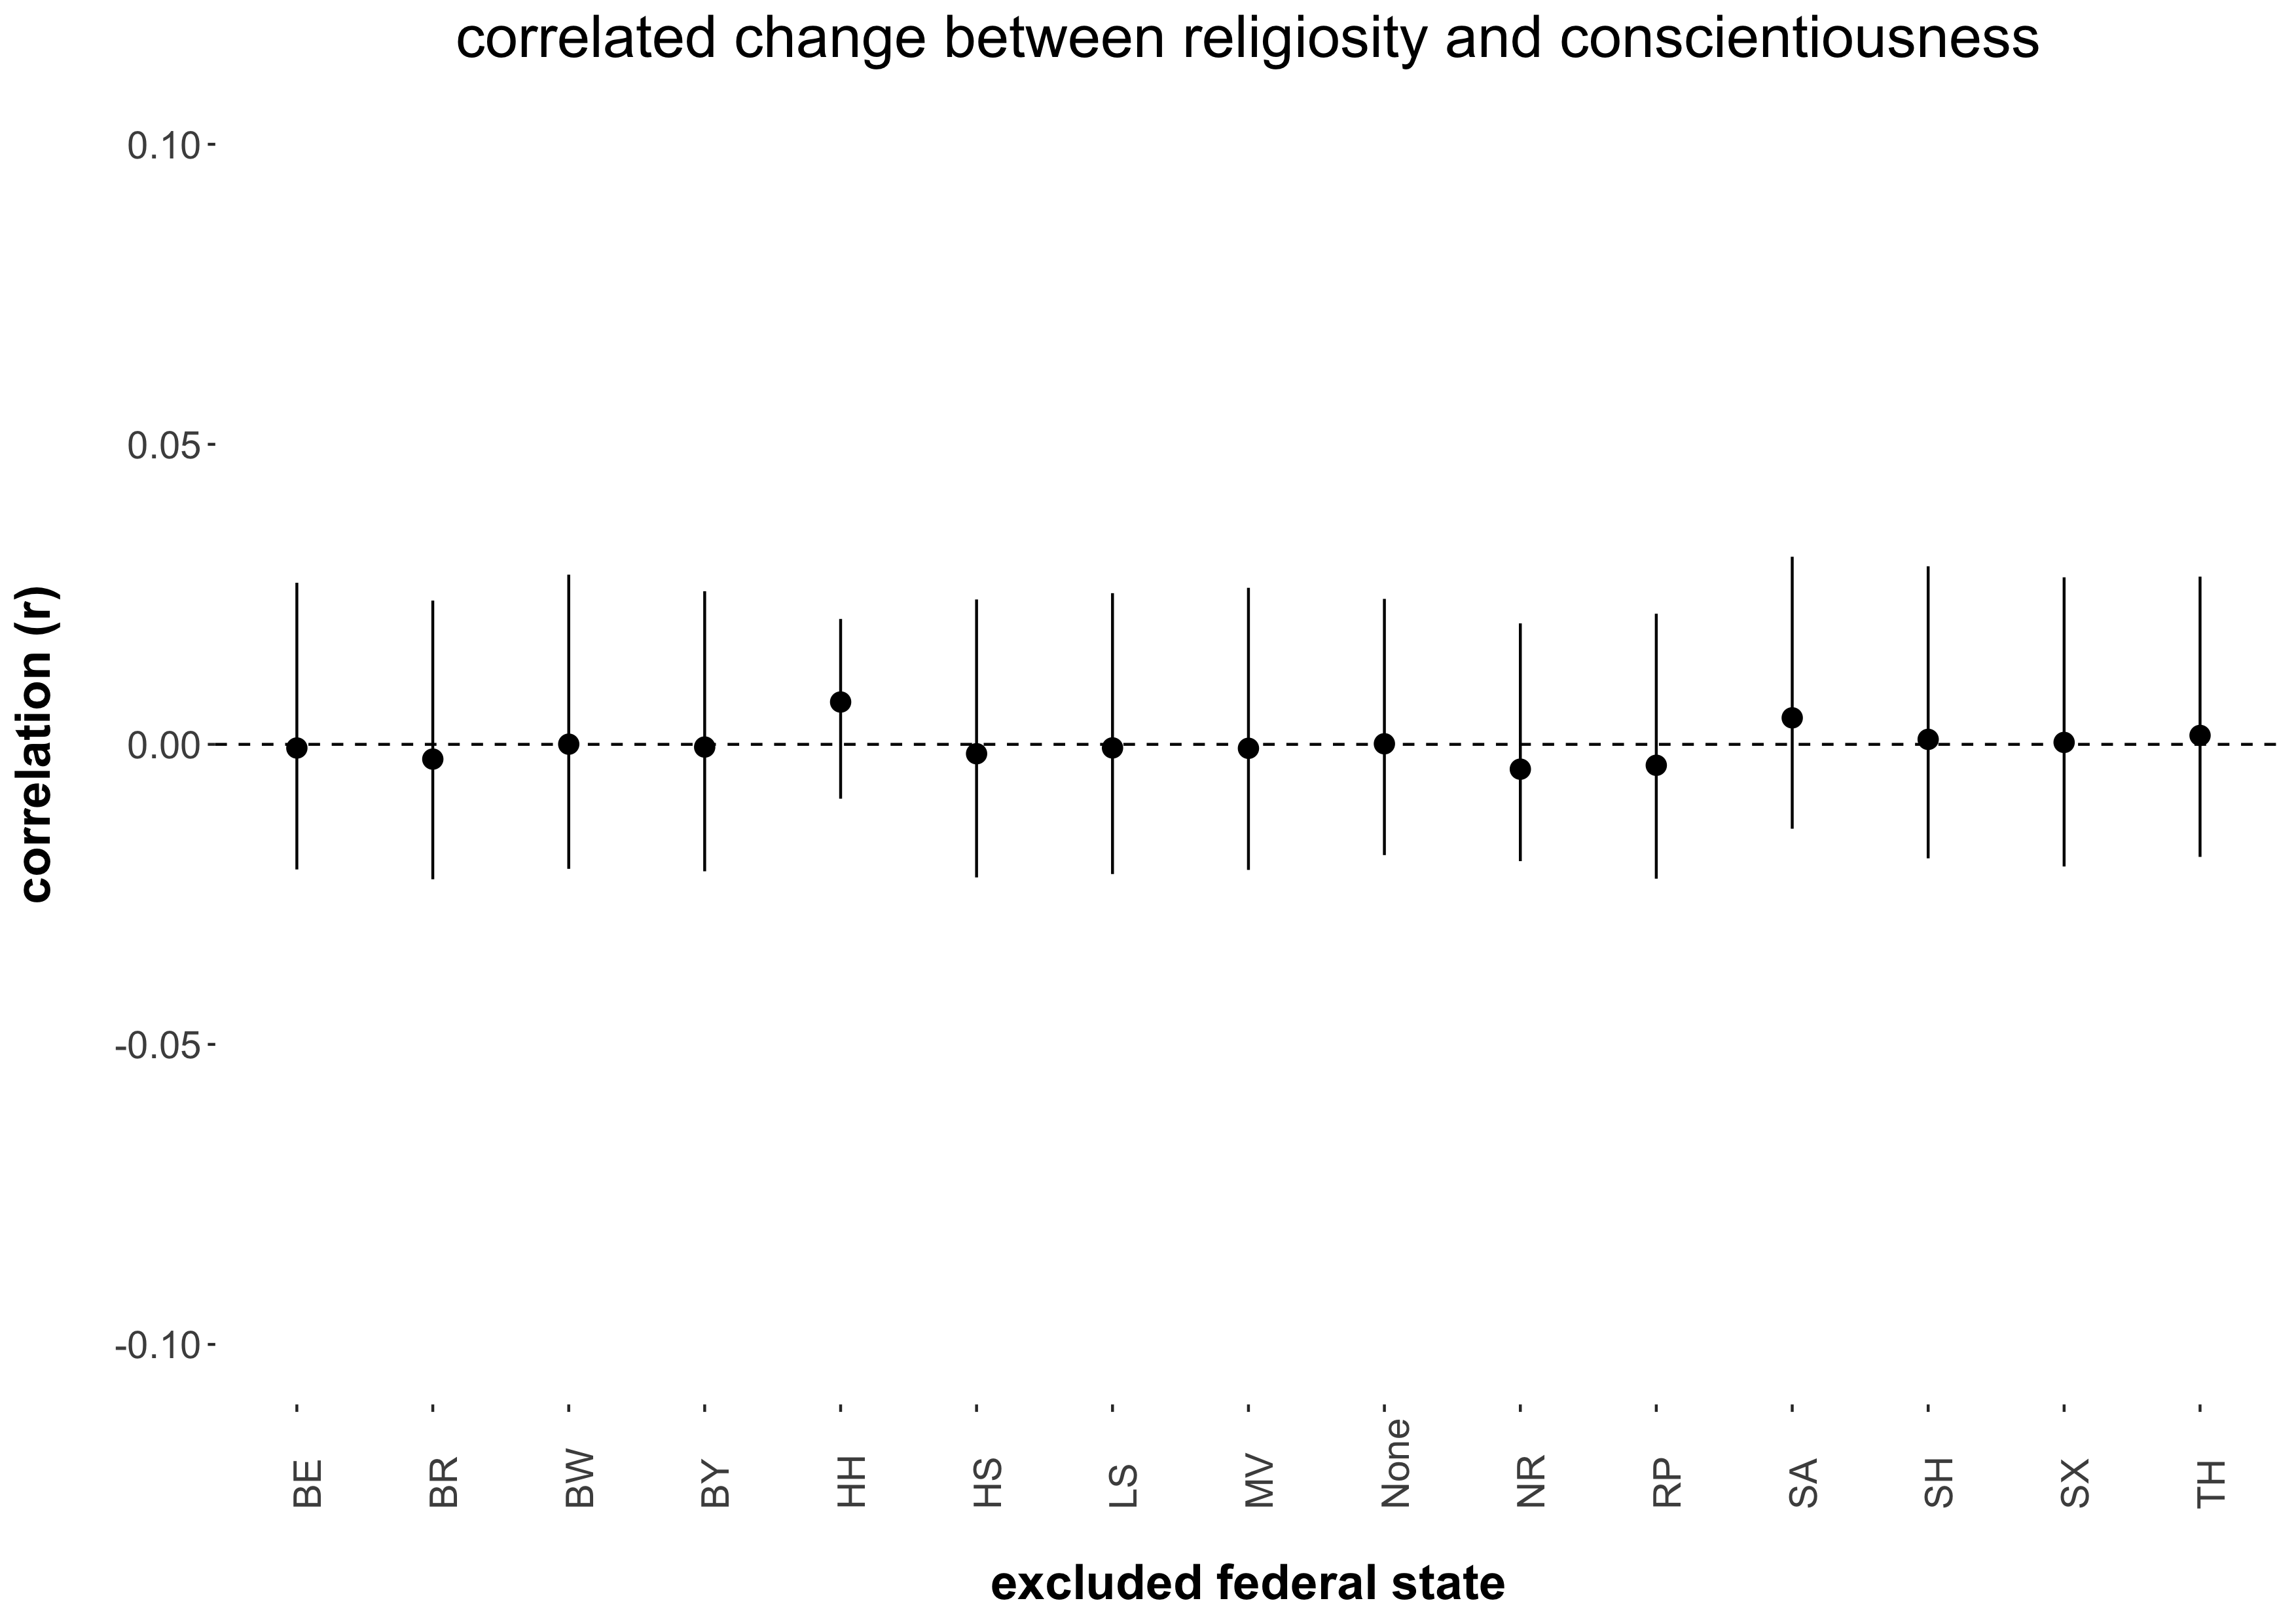 correlated change between religiosity and conscientiousness
correlation (r)
0.10
0.05
0.00
-0.05
-0.10
BE
BR
BW
BY
HH
HS
LS
MV
None
NR
RP
SA
SH
SX
TH
excluded federal state